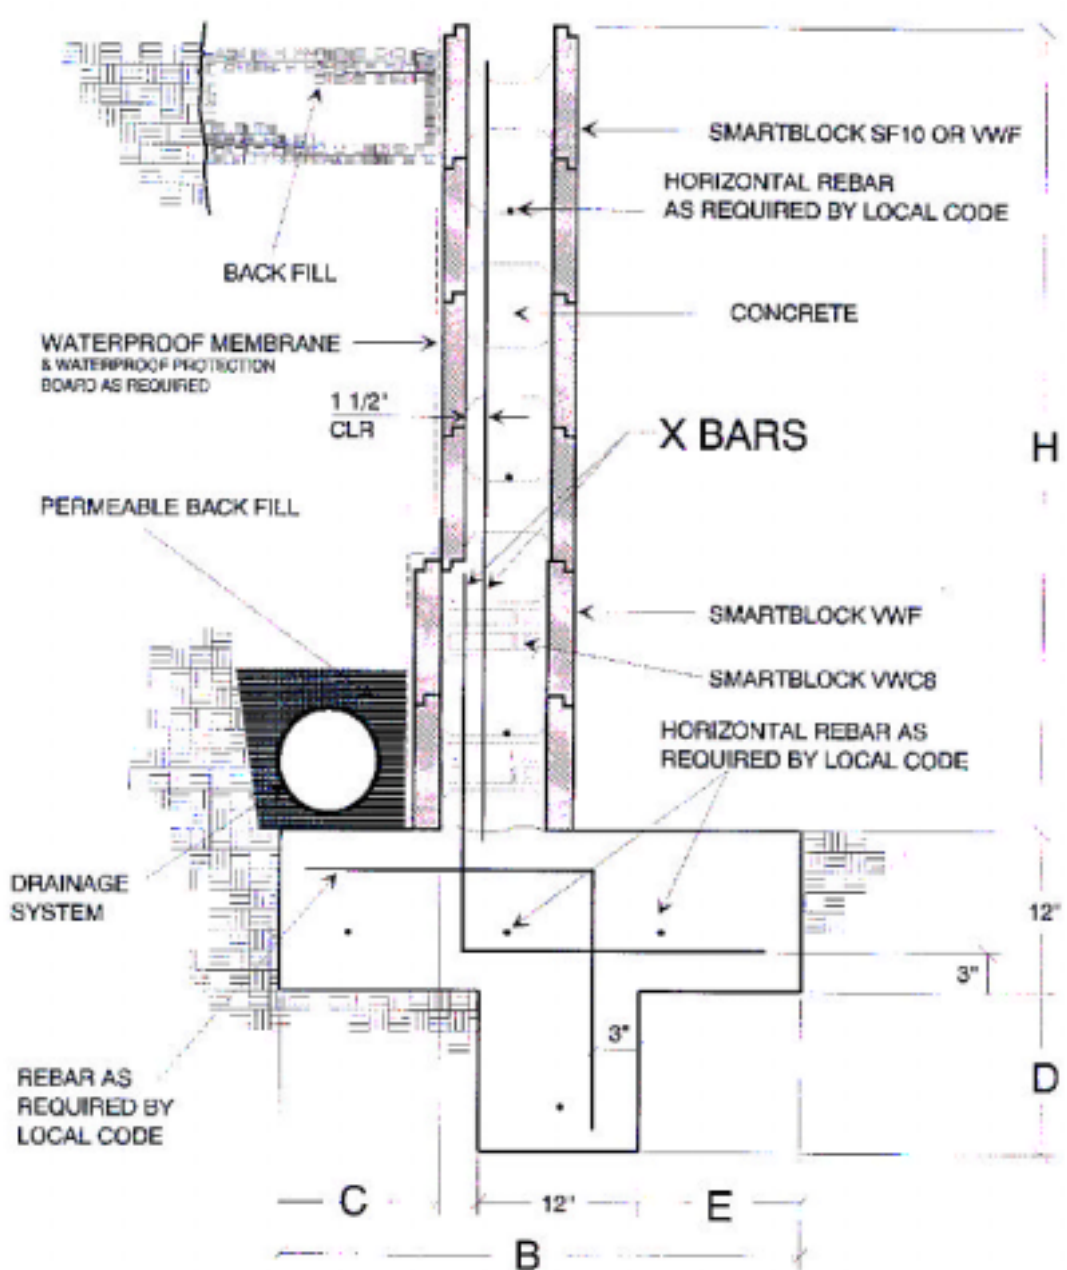 SMARTBLOCK SF10 OR VWF
HORIZONTAL REBAR
AS REQUIRED BY LOCAL CODE
BACK FILL
CONCRETE
WATERPROOF MEMBRANE
& WATERPROOF PROTECTION
BOARD AS REQUIRED
1 1/2"
CLR
X BARS
H
PERMEABLE BACK FILL
SMARTBLOCK VWF
SMARTBLOCK VWC8
HORIZONTAL REBAR AS
REQUIRED BY LOCAL CODE
DRAINAGE
SYSTEM
12"
3"
3"
REBAR AS
REQUIRED BY
LOCAL CODE
D
C
12"
E
B